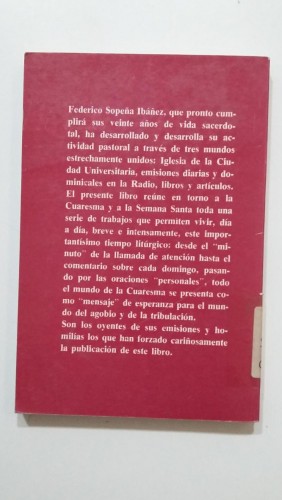 Federico Sopeña Ibáñez, que pronto cum-
plirá sus veinte años de vida sacerdo-
tal, ha desarrollado y desarrolla su ac-
tividad pastoral a través de tres mundos
estrechamente unidos: Iglesia de la Ciu-
dad Universitaria, emisiones diarias y do-
minicales en la Radio, libros y artículos.
El presente libro reúne en torno a la
Cuaresma y a la Semana Santa toda una
serie de trabajos que permiten vivir, día
a día, breve e intensamente, este impor-
tantísimo tiempo litúrgico: desde el "mi-
nuto" de la llamada de atención hasta el
comentario sobre cada domingo, pasan-
do por las oraciones "personales", todo
el mundo de la Cuaresma se presenta co-
mo "mensaje" de esperanza para el mun-
do del agobio y de la tribulación.
Son los oyentes de sus emisiones y ho-
milías los que han forzado cariñosamente
la publicación de este libro.